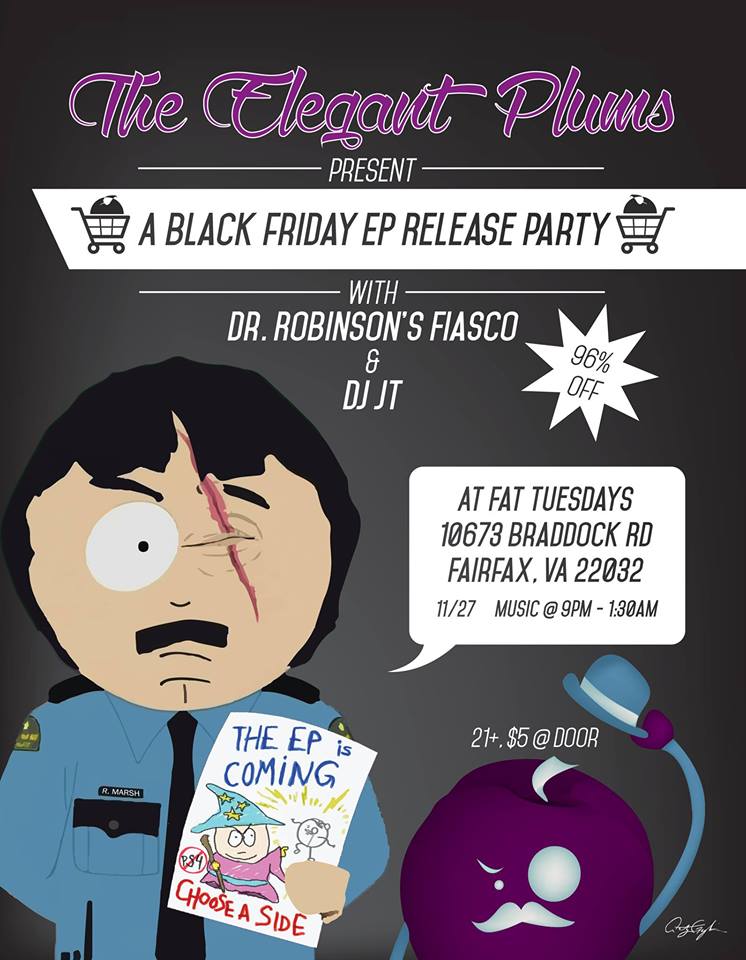 The Elegant Plums
PRESENT
A BLACK FRIDAY EP RELEASE PARTY
WITH
DR. ROBINSON'S FIASCO
&
DJ JT
96%
OFF
AT FAT TUESDAYS
10673 BRADDOCK RD
FAIRFAX, VA 22032
11/27 MUSIC @ 9PM - 1:30AM
21+, $5 @ DOOR
R. MARSH
THE EP is
COMING
PS4
CHOOSE A SIDE